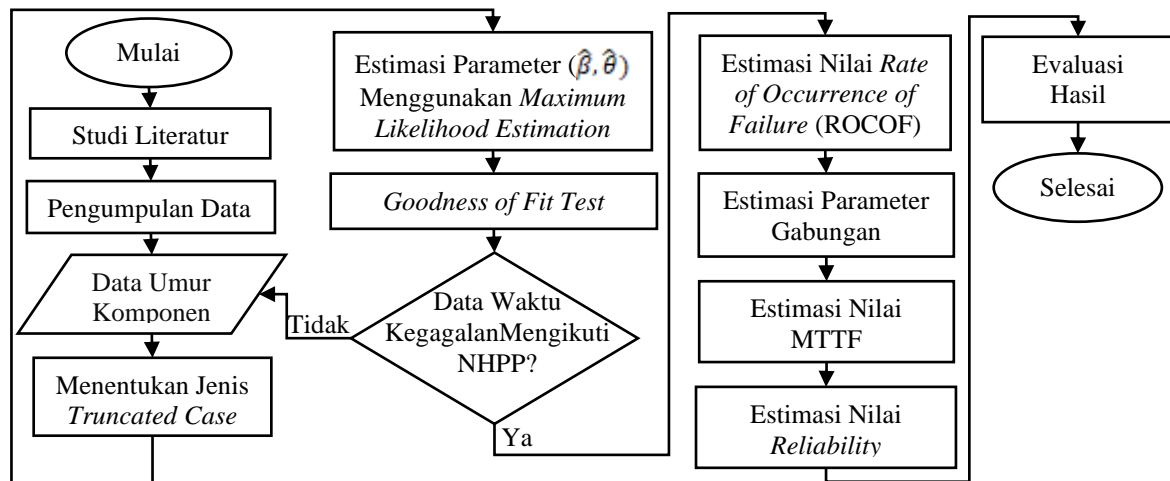 Mulai
Studi Literatur
Pengumpulan Data
Data Umur
Komponen
Menentukan Jenis
Truncated Case
Estimasi Parameter (β̂, θ̂)
Menggunakan Maximum
Likelihood Estimation
Goodness of Fit Test
Data Waktu
KegagalanMengikuti
NHPP?
Tidak
Ya
Estimasi Nilai Rate
of Occurrence of
Failure (ROCOF)
Estimasi Parameter
Gabungan
Estimasi Nilai
MTTF
Estimasi Nilai
Reliability
Evaluasi
Hasil
Selesai